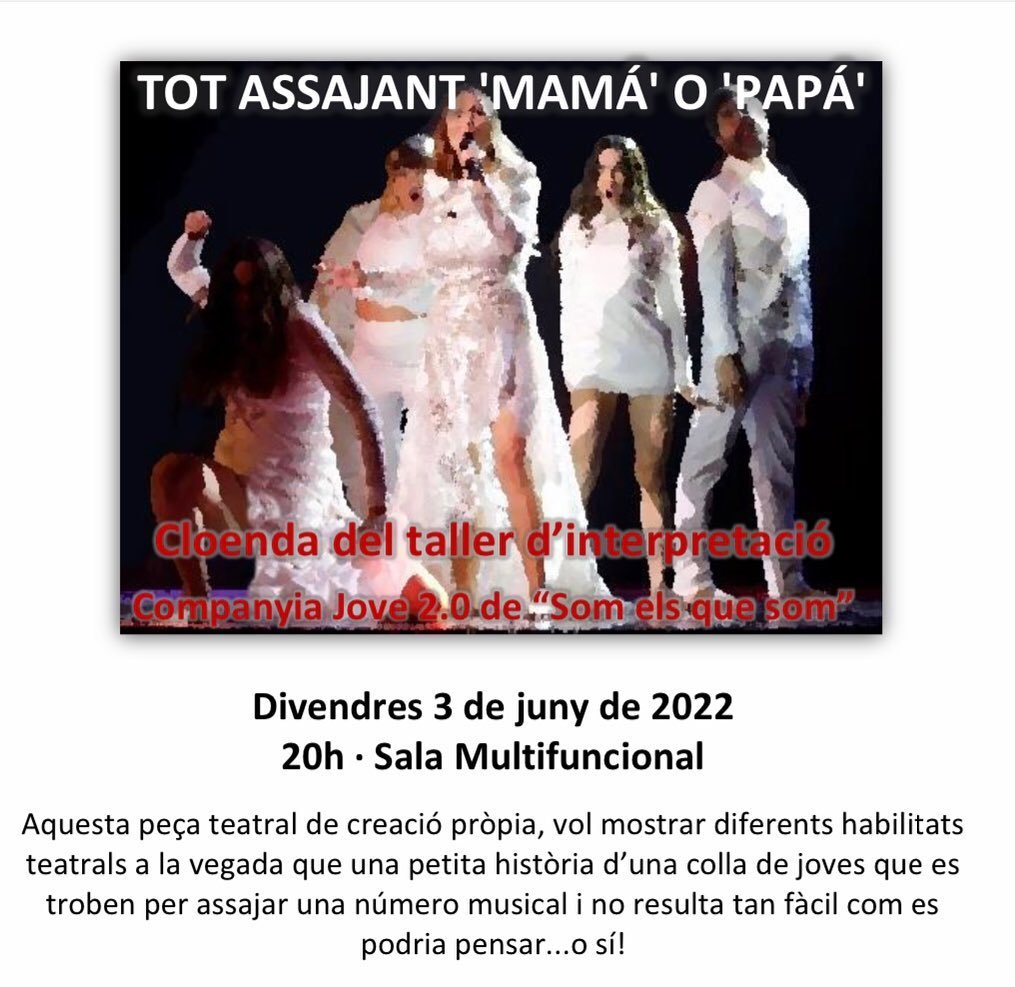 TOT ASSAJANT 'MAMÁ' O 'PAPÁ'
Cloenda del taller d’interpretació
Companyia Jove 2.0 de “Som els que som”
Divendres 3 de juny de 2022
20h · Sala Multifuncional
Aquesta peça teatral de creació pròpia, vol mostrar diferents habilitats
teatrals a la vegada que una petita història d’una colla de joves que es
troben per assajar una número musical i no resulta tan fàcil com es
podria pensar...o sí!